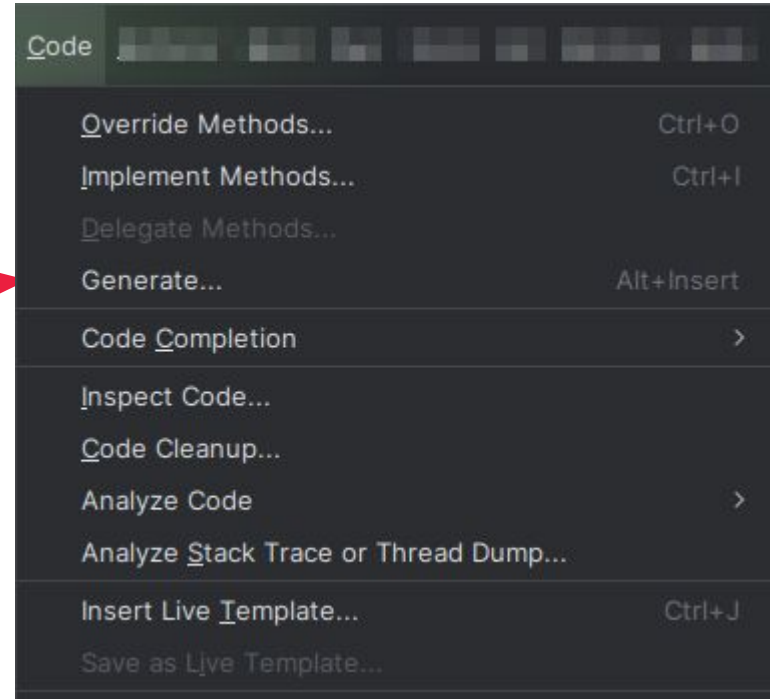 Code
Override Methods... Ctrl+O
Implement Methods... Ctrl+I
Delegate Methods...
Generate... Alt+Insert
Code Completion >
Inspect Code...
Code Cleanup...
Analyze Code >
Analyze Stack Trace or Thread Dump...
Insert Live Template... Ctrl+J
Save as Live Template...